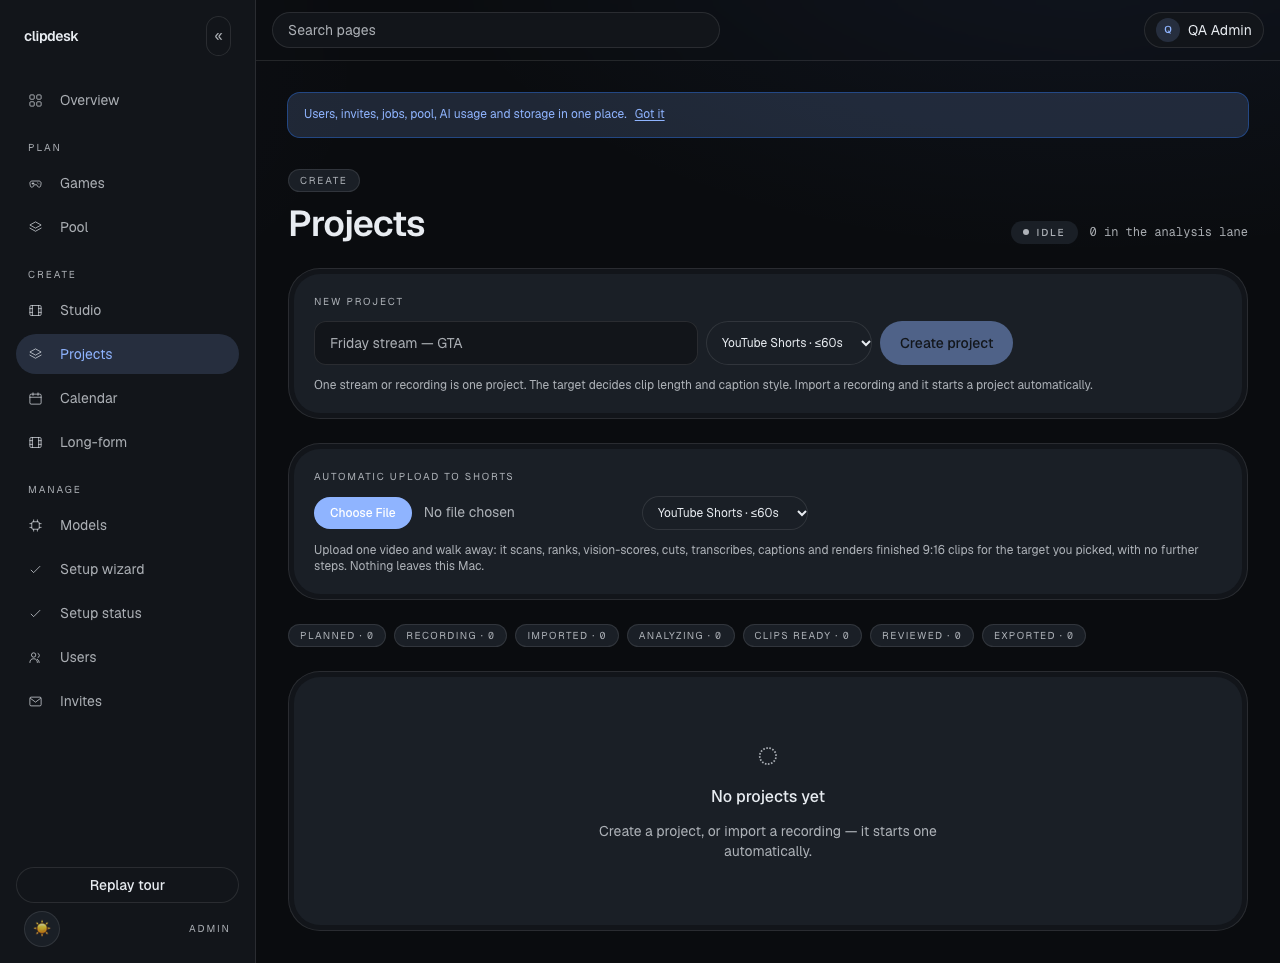 clipdesk
«
Search pages
Q
QA Admin
Overview
PLAN
Games
Pool
CREATE
Studio
Projects
Calendar
Long-form
MANAGE
Models
Setup wizard
Setup status
Users
Invites
Replay tour
ADMIN
Users, invites, jobs, pool, AI usage and storage in one place. Got it
CREATE
Projects
IDLE
0 in the analysis lane
NEW PROJECT
Friday stream — GTA
YouTube Shorts · ≤60s
Create project
One stream or recording is one project. The target decides clip length and caption style. Import a recording and it starts a project automatically.
AUTOMATIC UPLOAD TO SHORTS
Choose File
No file chosen
YouTube Shorts · ≤60s
Upload one video and walk away: it scans, ranks, vision-scores, cuts, transcribes, captions and renders finished 9:16 clips for the target you picked, with no further
steps. Nothing leaves this Mac.
PLANNED · 0
RECORDING · 0
IMPORTED · 0
ANALYZING · 0
CLIPS READY · 0
REVIEWED · 0
EXPORTED · 0
No projects yet
Create a project, or import a recording — it starts one
automatically.